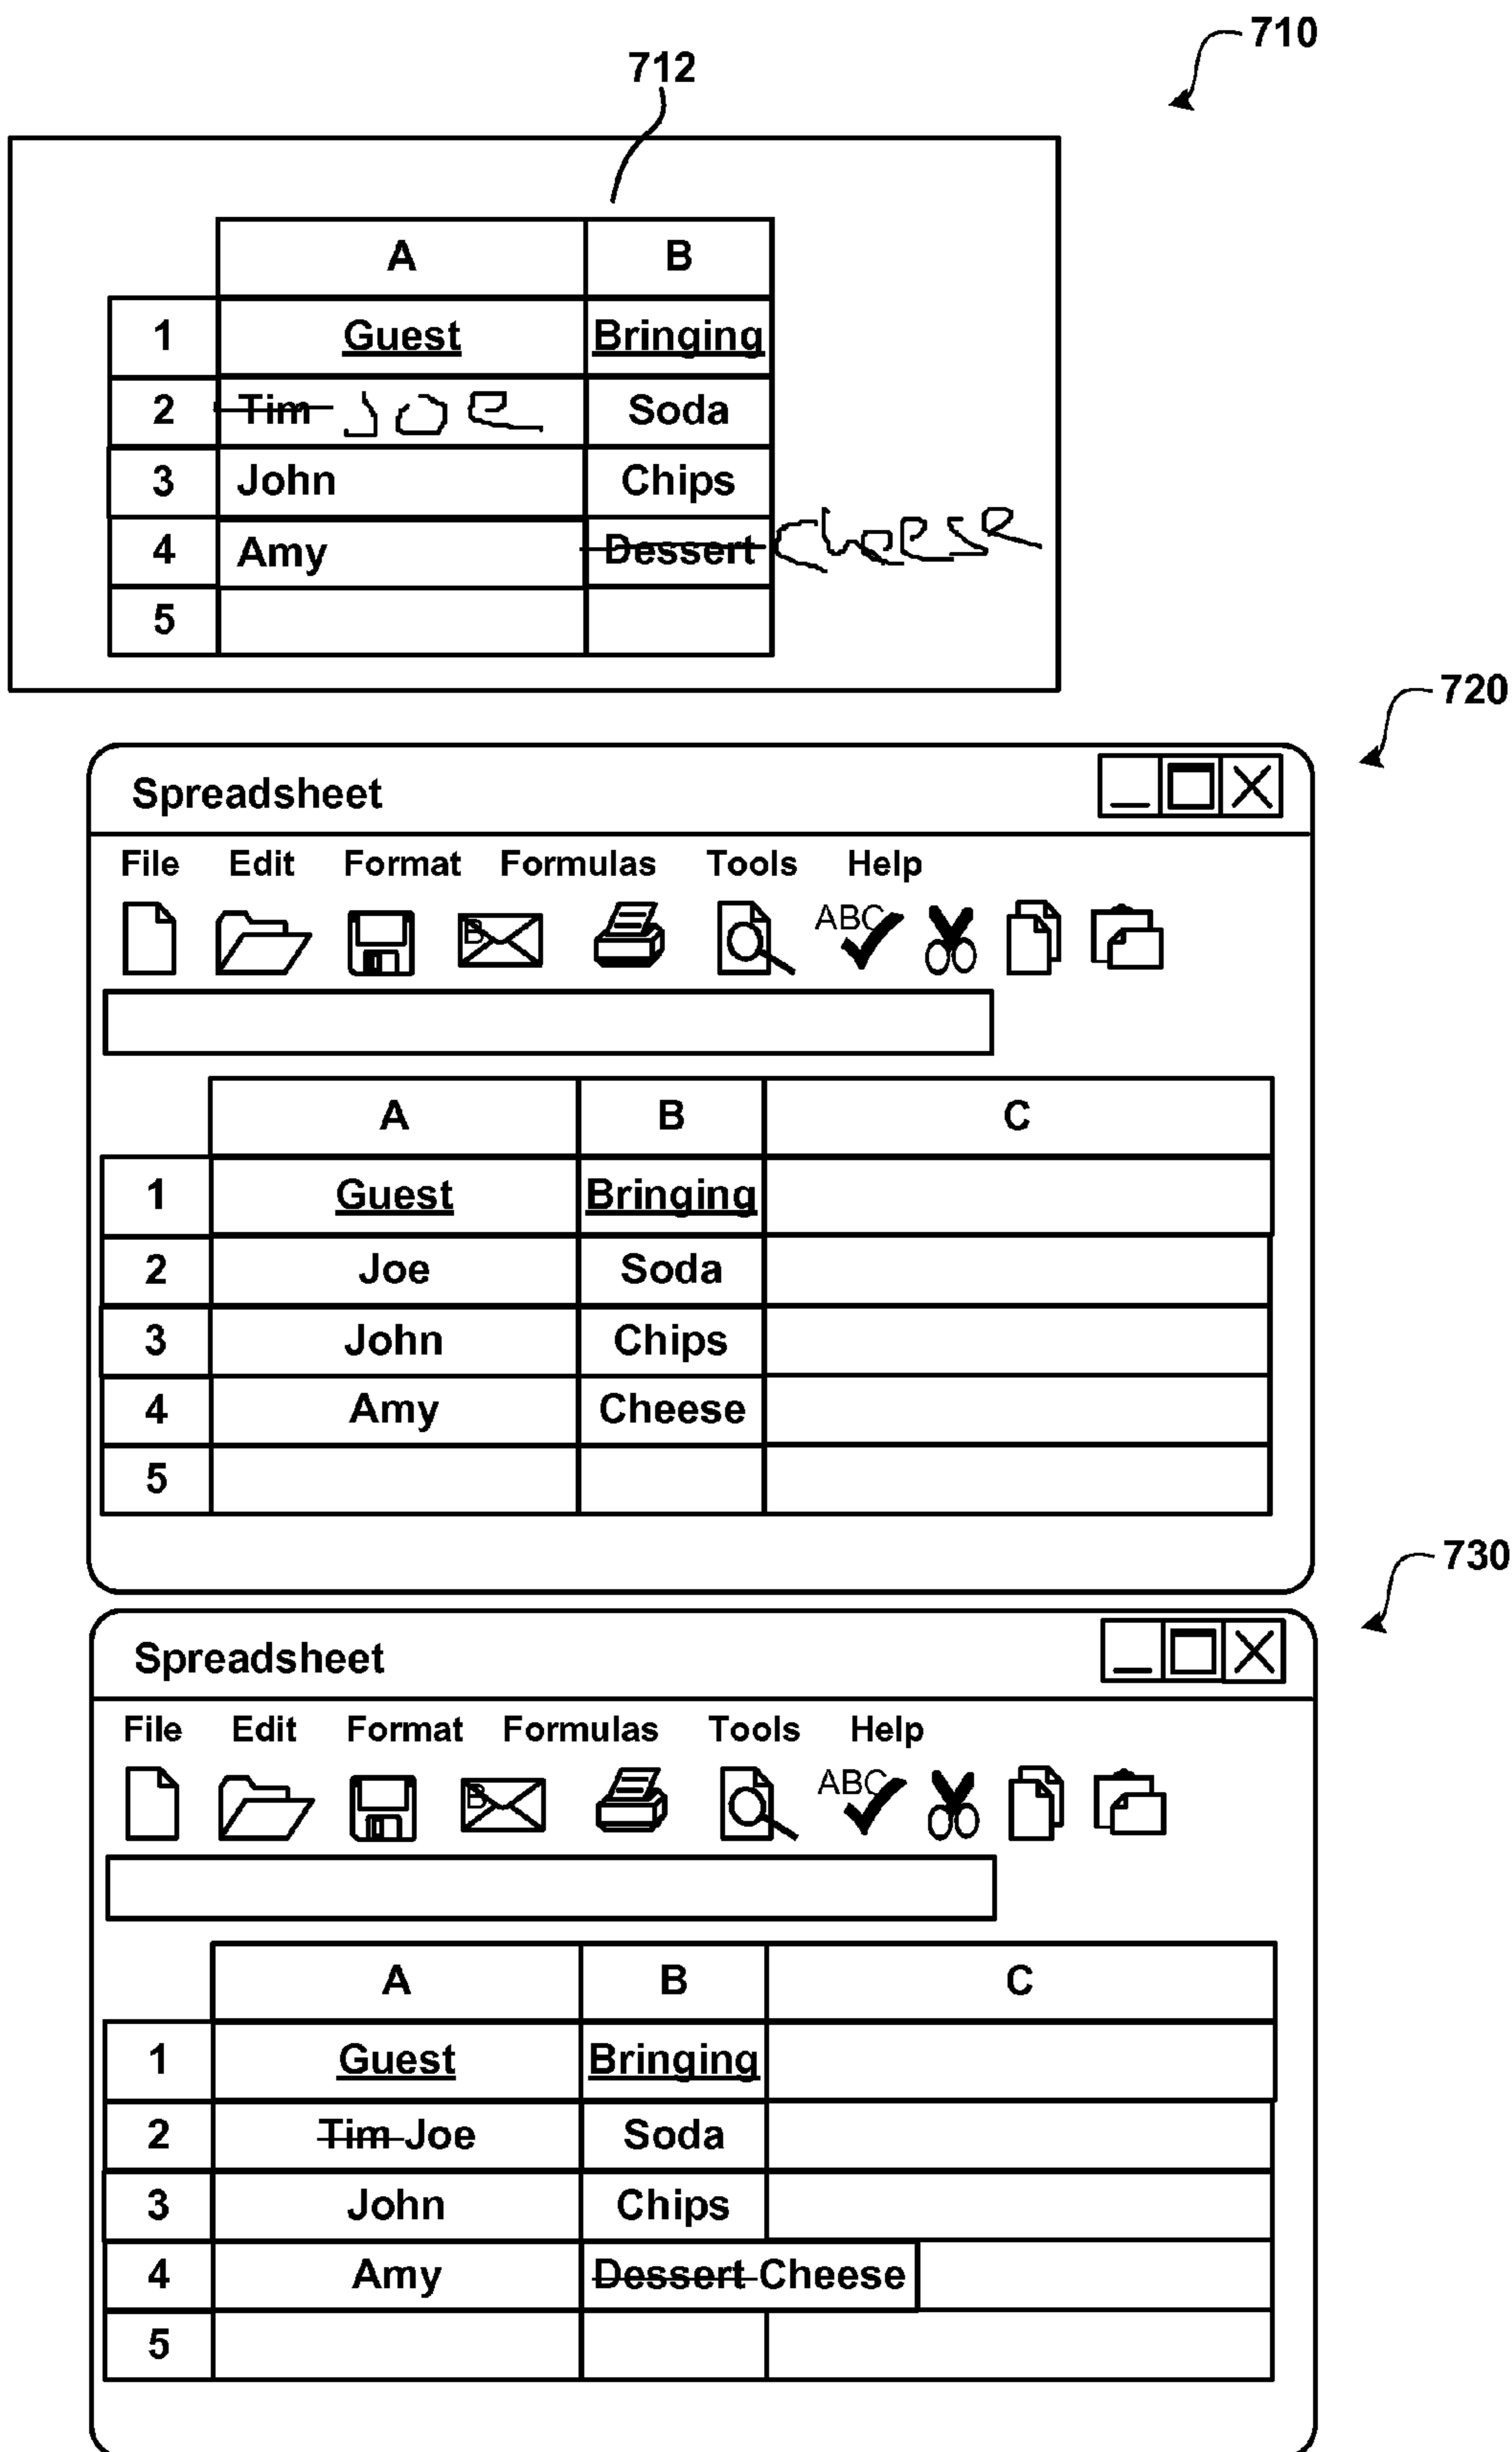 710
712
A B
1 Guest Bringing
2 Tim Joe Soda
3 John Chips
4 Amy Dessert cheese
5
720
Spreadsheet
File Edit Format Formulas Tools Help
B ABC
A B C
1 Guest Bringing
2 Joe Soda
3 John Chips
4 Amy Cheese
5
730
Spreadsheet
File Edit Format Formulas Tools Help
B ABC
A B C
1 Guest Bringing
2 Tim Joe Soda
3 John Chips
4 Amy Dessert Cheese
5